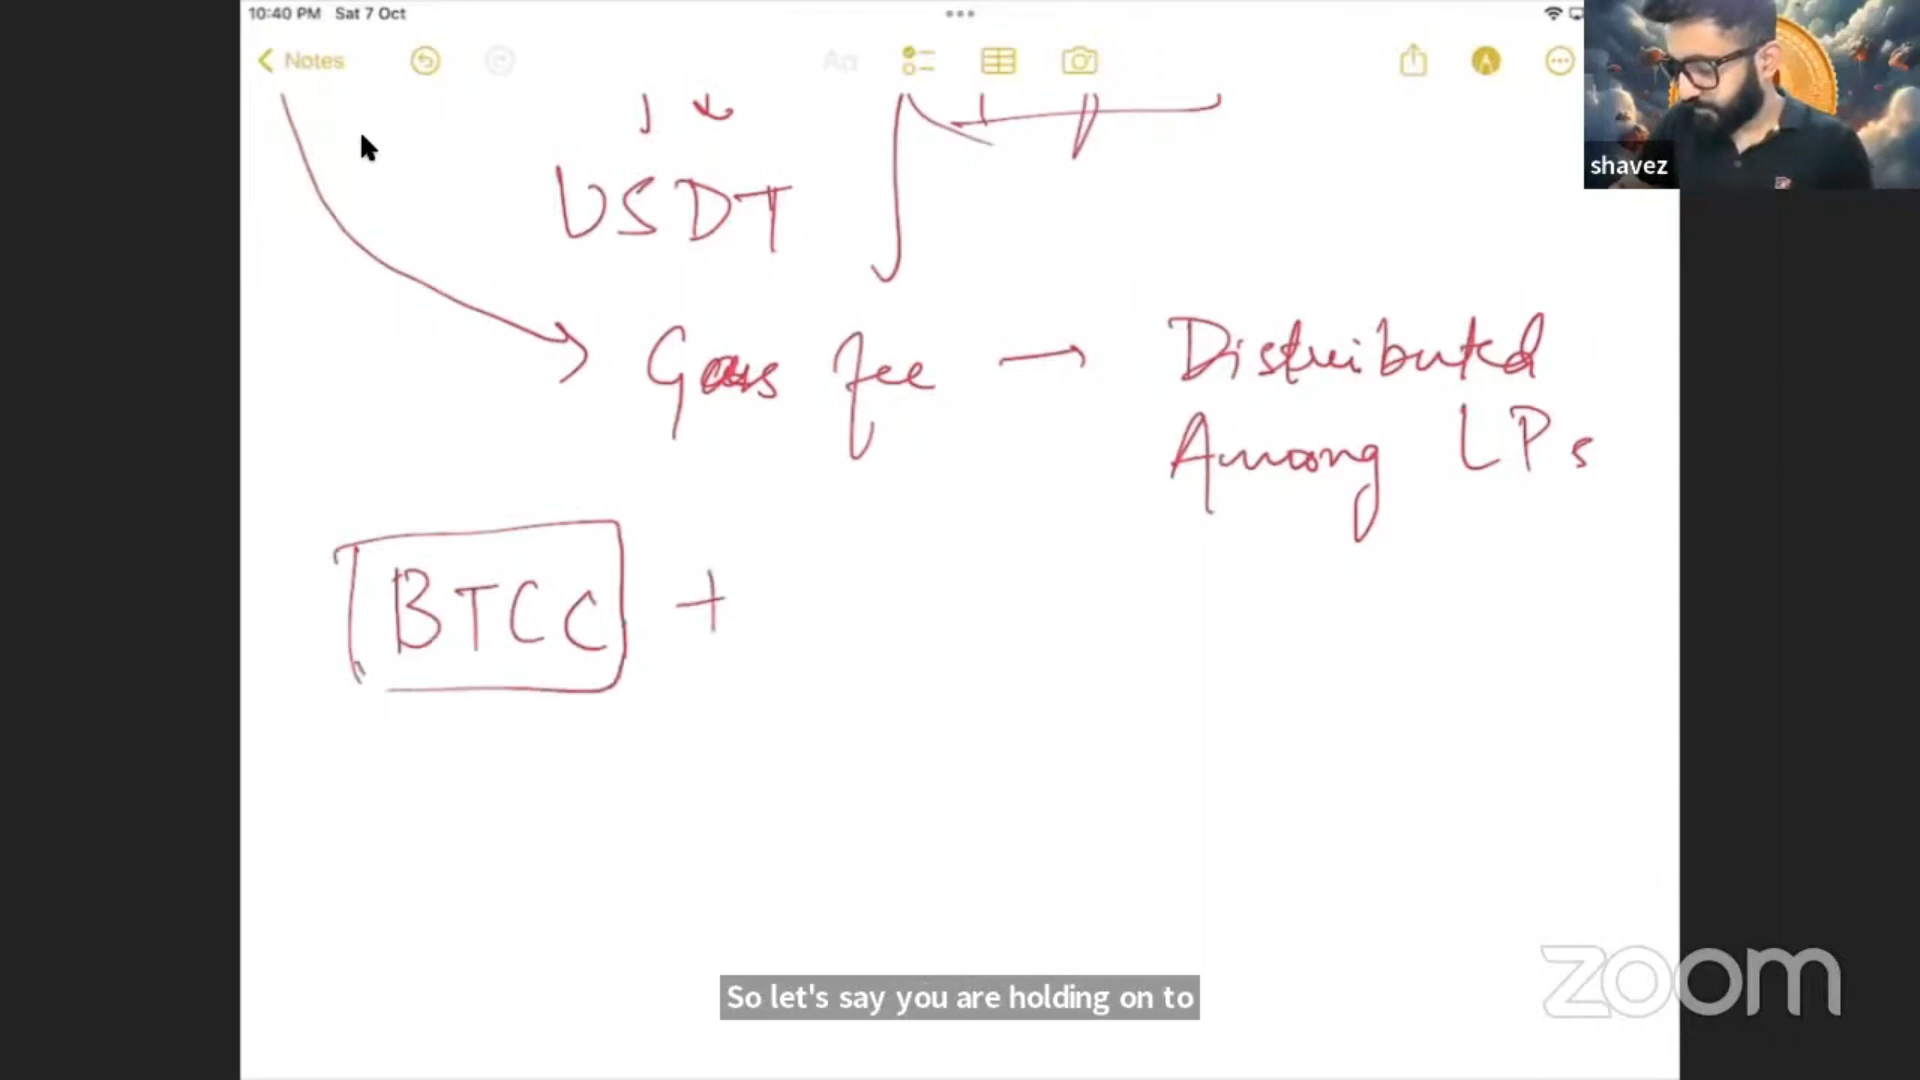 10:40 PM Sat 7 Oct
Notes
Aa
shavez
USDT
Gas fee → Distributed
Among LPs
BTCC +
So let's say you are holding on to
zoom